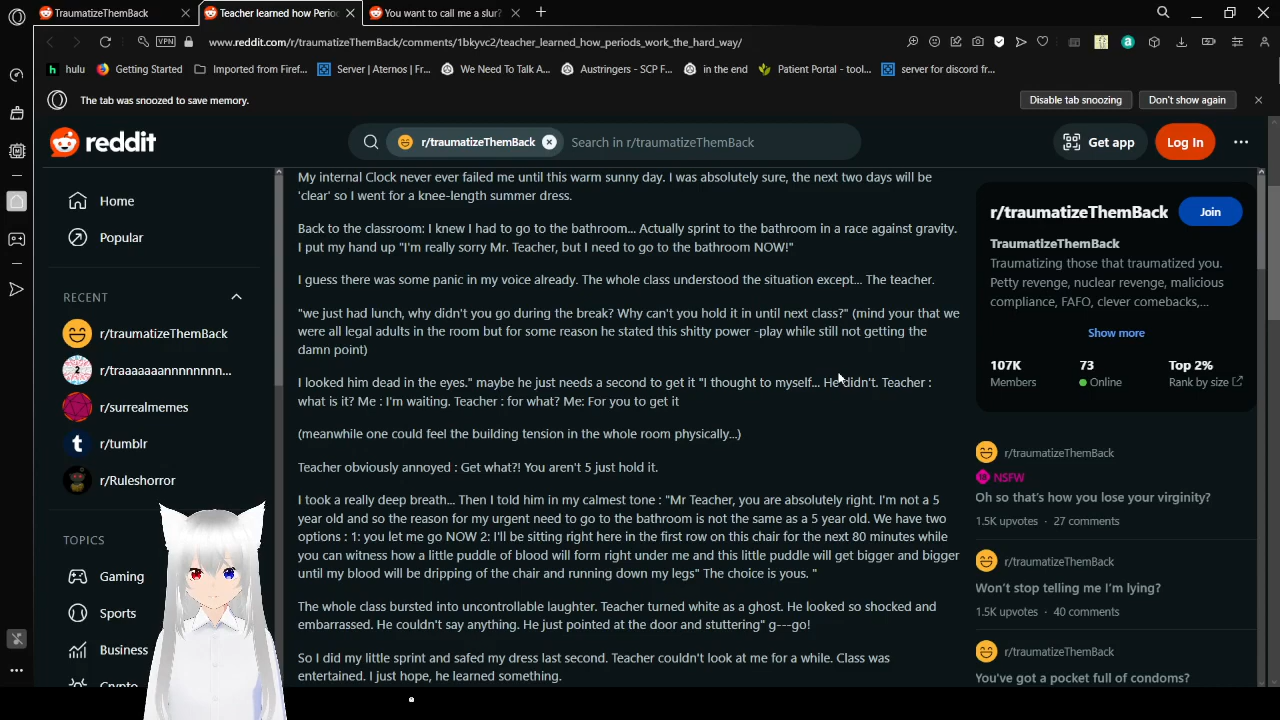 TraumatizeThemBack
Teacher learned how Perio
You want to call me a slur?
VPN
www.reddit.com/r/traumatizeThemBack/comments/1bkyvc2/teacher_learned_how_periods_work_the_hard_way/
hulu
Getting Started
Imported from Firef...
Server | Aternos | Fr...
We Need To Talk A...
Austringers - SCP F...
in the end
Patient Portal - tool...
server for discord fr...
The tab was snoozed to save memory.
Disable tab snoozing
Don't show again
reddit
r/traumatizeThemBack
Search in r/traumatizeThemBack
Get app
Log In
Home
Popular
RECENT
r/traumatizeThemBack
r/traaaaaaannnnnnnn...
r/surrealmemes
r/tumblr
r/Ruleshorror
TOPICS
Gaming
Sports
Business
Crypto
My internal Clock never ever failed me until this warm sunny day. I was absolutely sure, the next two days will be
'clear' so I went for a knee-length summer dress.
Back to the classroom: I knew I had to go to the bathroom... Actually sprint to the bathroom in a race against gravity.
I put my hand up "I'm really sorry Mr. Teacher, but I need to go to the bathroom NOW!"
I guess there was some panic in my voice already. The whole class understood the situation except... The teacher.
"we just had lunch, why didn't you go during the break? Why can't you hold it in until next class?" (mind your that we
were all legal adults in the room but for some reason he stated this shitty power -play while still not getting the
damn point)
I looked him dead in the eyes." maybe he just needs a second to get it "I thought to myself... He didn't. Teacher :
what is it? Me : I'm waiting. Teacher : for what? Me: For you to get it
(meanwhile one could feel the building tension in the whole room physically...)
Teacher obviously annoyed : Get what?! You aren't 5 just hold it.
I took a really deep breath... Then I told him in my calmest tone : "Mr Teacher, you are absolutely right. I'm not a 5
year old and so the reason for my urgent need to go to the bathroom is not the same as a 5 year old. We have two
options : 1: you let me go NOW 2: I'll be sitting right here in the first row on this chair for the next 80 minutes while
you can witness how a little puddle of blood will form right under me and this little puddle will get bigger and bigger
until my blood will be dripping of the chair and running down my legs" The choice is yous. "
The whole class bursted into uncontrollable laughter. Teacher turned white as a ghost. He looked so shocked and
embarrassed. He couldn't say anything. He just pointed at the door and stuttering" g---go!
So I did my little sprint and safed my dress last second. Teacher couldn't look at me for a while. Class was
entertained. I just hope, he learned something.
r/traumatizeThemBack
Join
TraumatIzeThemBack
Traumatizing those that traumatized you.
Petty revenge, nuclear revenge, malicious
compliance, FAFO, clever comebacks,...
Show more
107K
73
Top 2%
Members
Online
Rank by size
r/traumatizeThemBack
18 NSFW
Oh so that's how you lose your virginity?
1.5K upvotes · 27 comments
r/traumatizeThemBack
Won't stop telling me I'm lying?
1.5K upvotes · 40 comments
r/traumatizeThemBack
You've got a pocket full of condoms?